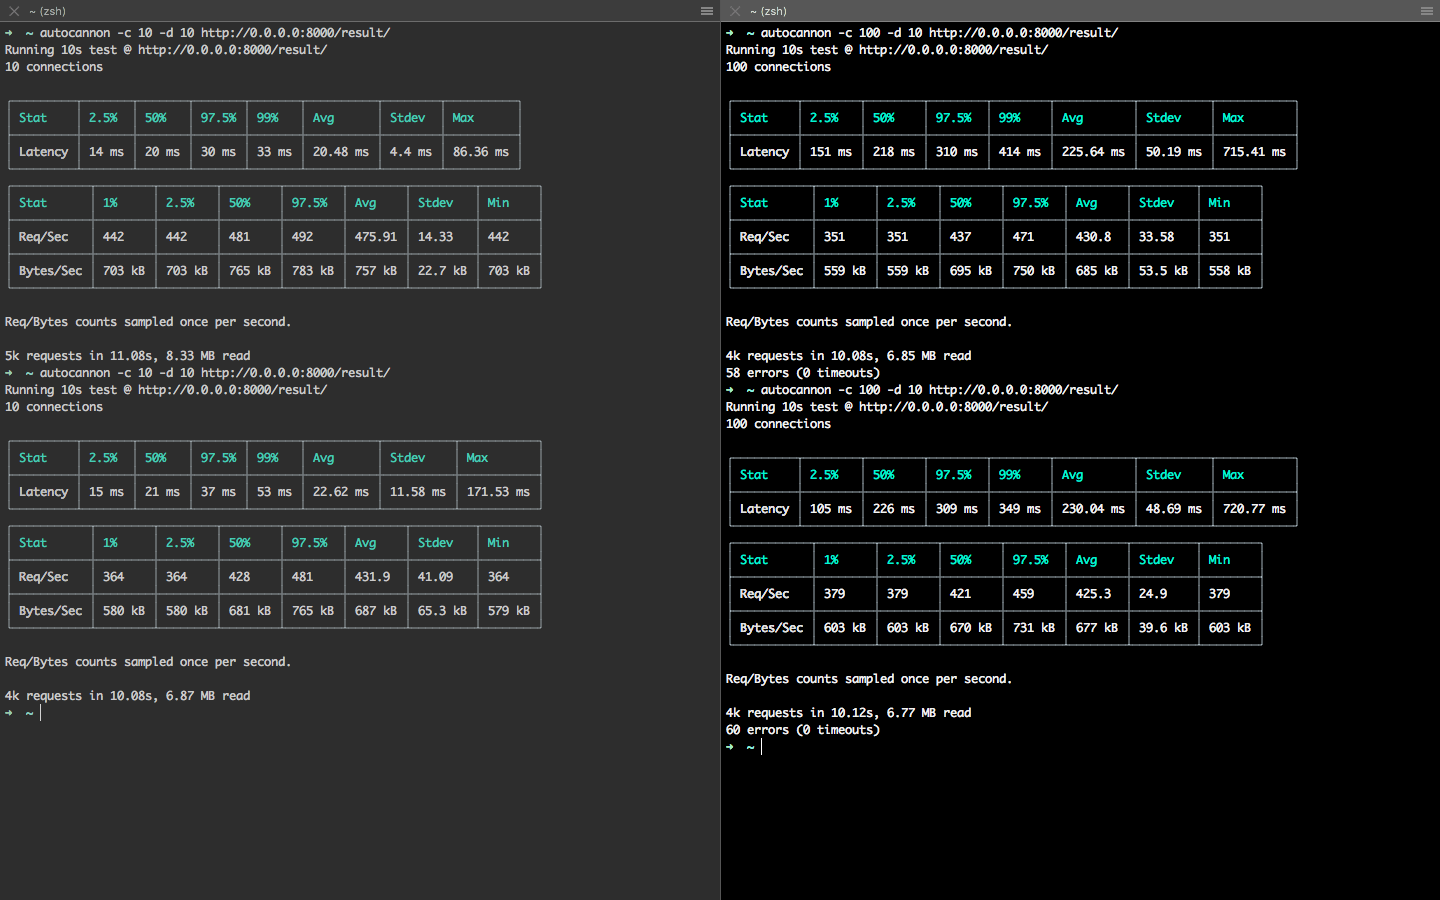 ~ (zsh)
➜ ~ autocannon -c 10 -d 10 http://0.0.0.0:8000/result/
Running 10s test @ http://0.0.0.0:8000/result/
10 connections
Stat 2.5% 50% 97.5% 99% Avg Stdev Max
Latency 14 ms 20 ms 30 ms 33 ms 20.48 ms 4.4 ms 86.36 ms
Stat 1% 2.5% 50% 97.5% Avg Stdev Min
Req/Sec 442 442 481 492 475.91 14.33 442
Bytes/Sec 703 kB 703 kB 765 kB 783 kB 757 kB 22.7 kB 703 kB
Req/Bytes counts sampled once per second.
5k requests in 11.08s, 8.33 MB read
➜ ~ autocannon -c 10 -d 10 http://0.0.0.0:8000/result/
Running 10s test @ http://0.0.0.0:8000/result/
10 connections
Stat 2.5% 50% 97.5% 99% Avg Stdev Max
Latency 15 ms 21 ms 37 ms 53 ms 22.62 ms 11.58 ms 171.53 ms
Stat 1% 2.5% 50% 97.5% Avg Stdev Min
Req/Sec 364 364 428 481 431.9 41.09 364
Bytes/Sec 580 kB 580 kB 681 kB 765 kB 687 kB 65.3 kB 579 kB
Req/Bytes counts sampled once per second.
4k requests in 10.08s, 6.87 MB read
➜ ~
~ (zsh)
➜ ~ autocannon -c 100 -d 10 http://0.0.0.0:8000/result/
Running 10s test @ http://0.0.0.0:8000/result/
100 connections
Stat 2.5% 50% 97.5% 99% Avg Stdev Max
Latency 151 ms 218 ms 310 ms 414 ms 225.64 ms 50.19 ms 715.41 ms
Stat 1% 2.5% 50% 97.5% Avg Stdev Min
Req/Sec 351 351 437 471 430.8 33.58 351
Bytes/Sec 559 kB 559 kB 695 kB 750 kB 685 kB 53.5 kB 558 kB
Req/Bytes counts sampled once per second.
4k requests in 10.08s, 6.85 MB read
58 errors (0 timeouts)
➜ ~ autocannon -c 100 -d 10 http://0.0.0.0:8000/result/
Running 10s test @ http://0.0.0.0:8000/result/
100 connections
Stat 2.5% 50% 97.5% 99% Avg Stdev Max
Latency 105 ms 226 ms 309 ms 349 ms 230.04 ms 48.69 ms 720.77 ms
Stat 1% 2.5% 50% 97.5% Avg Stdev Min
Req/Sec 379 379 421 459 425.3 24.9 379
Bytes/Sec 603 kB 603 kB 670 kB 731 kB 677 kB 39.6 kB 603 kB
Req/Bytes counts sampled once per second.
4k requests in 10.12s, 6.77 MB read
60 errors (0 timeouts)
➜ ~